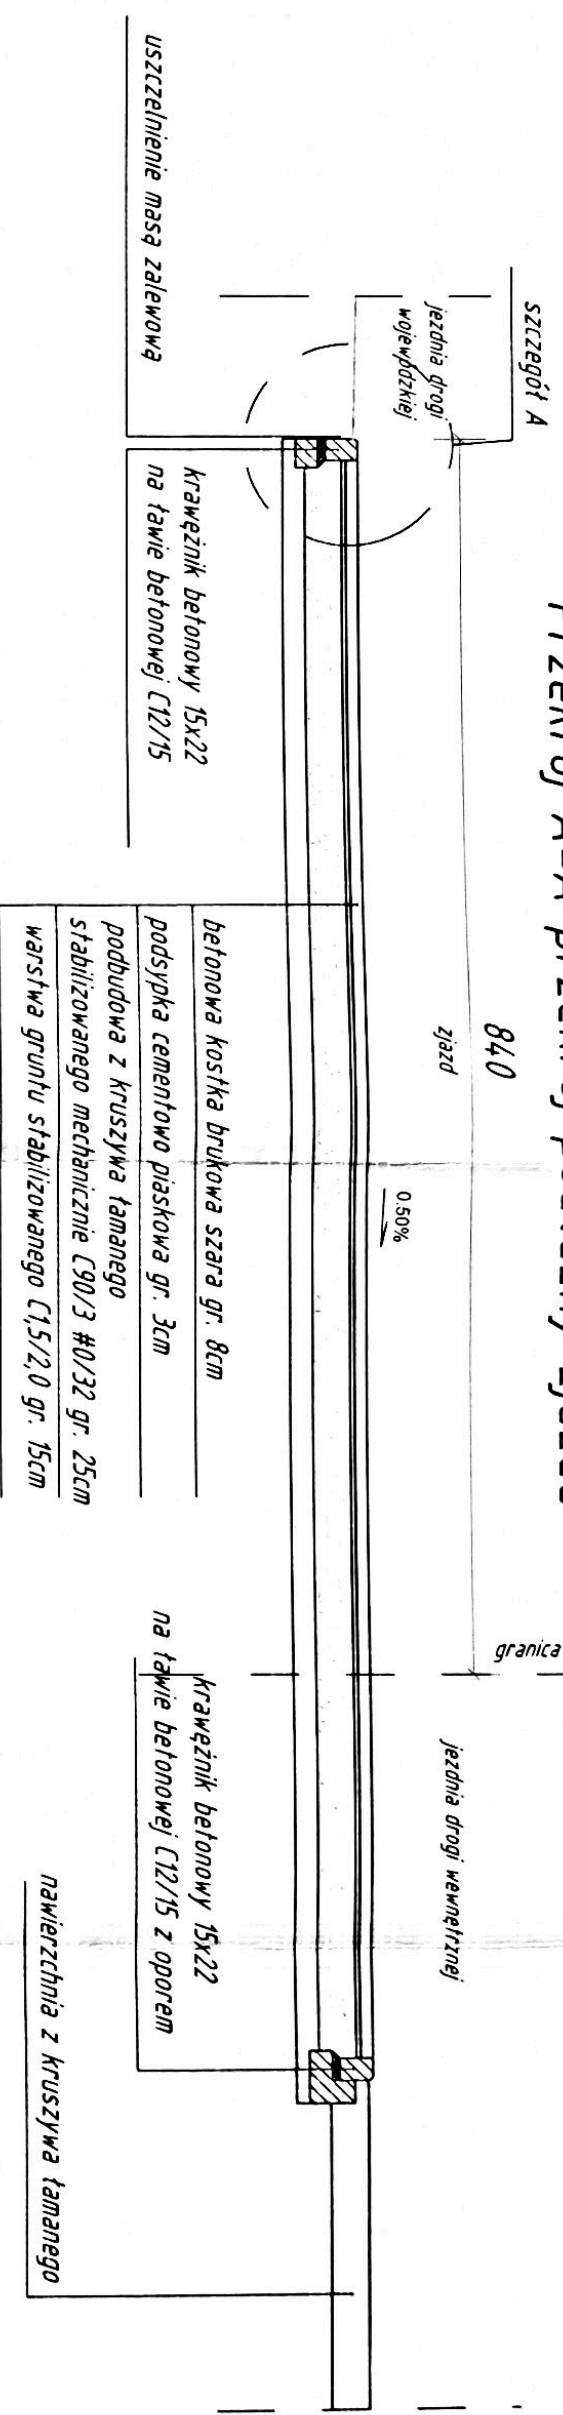 Przekrój A-A przekrój podłużny zjazdu
szczegół A
840
zjazd
granica
jezdnia drogi
wojewódzkiej
0.50%
jezdnia drogi wewnętrznej
uszczelnienie masą zalewową
krawężnik betonowy 15x22
na ławie betonowej C12/15
betonowa kostka brukowa szara gr. 8cm
podsypka cementowo piaskowa gr. 3cm
podbudowa z kruszywa łamanego
stabilizowanego mechanicznie C90/3 #0/32 gr. 25cm
warstwa gruntu stabilizowanego C1,5/2,0 gr. 15cm
krawężnik betonowy 15x22
na ławie betonowej C12/15 z oporem
nawierzchnia z kruszywa łamanego